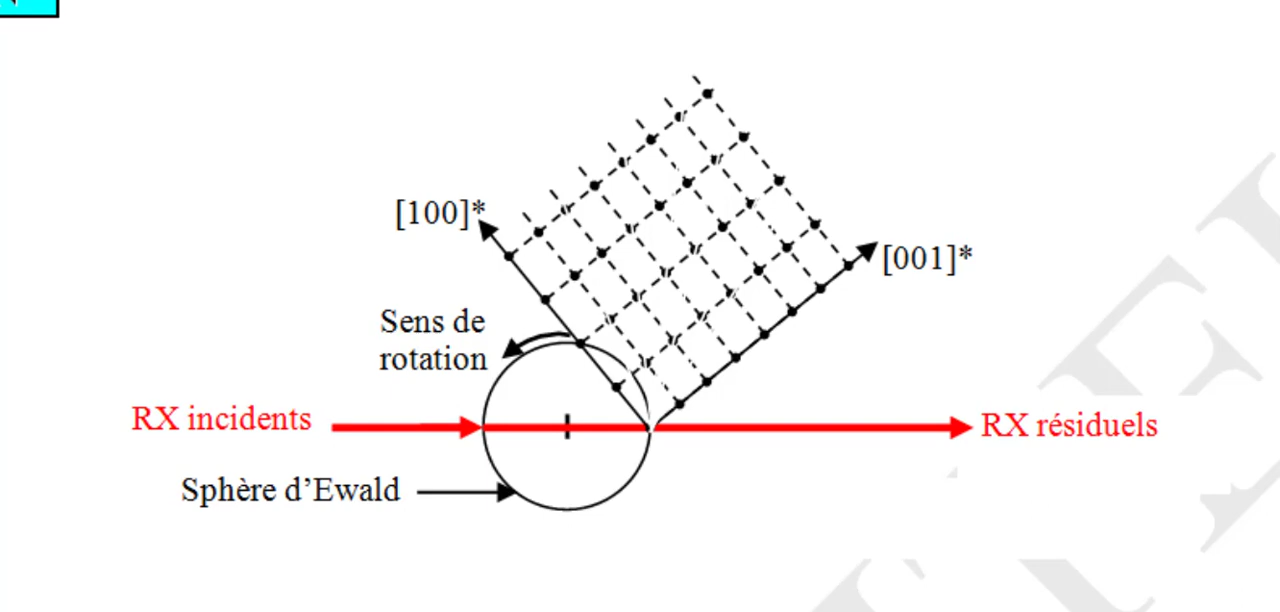 [100]*
[001]*
Sens de
rotation
RX incidents
RX résiduels
Sphère d’Ewald